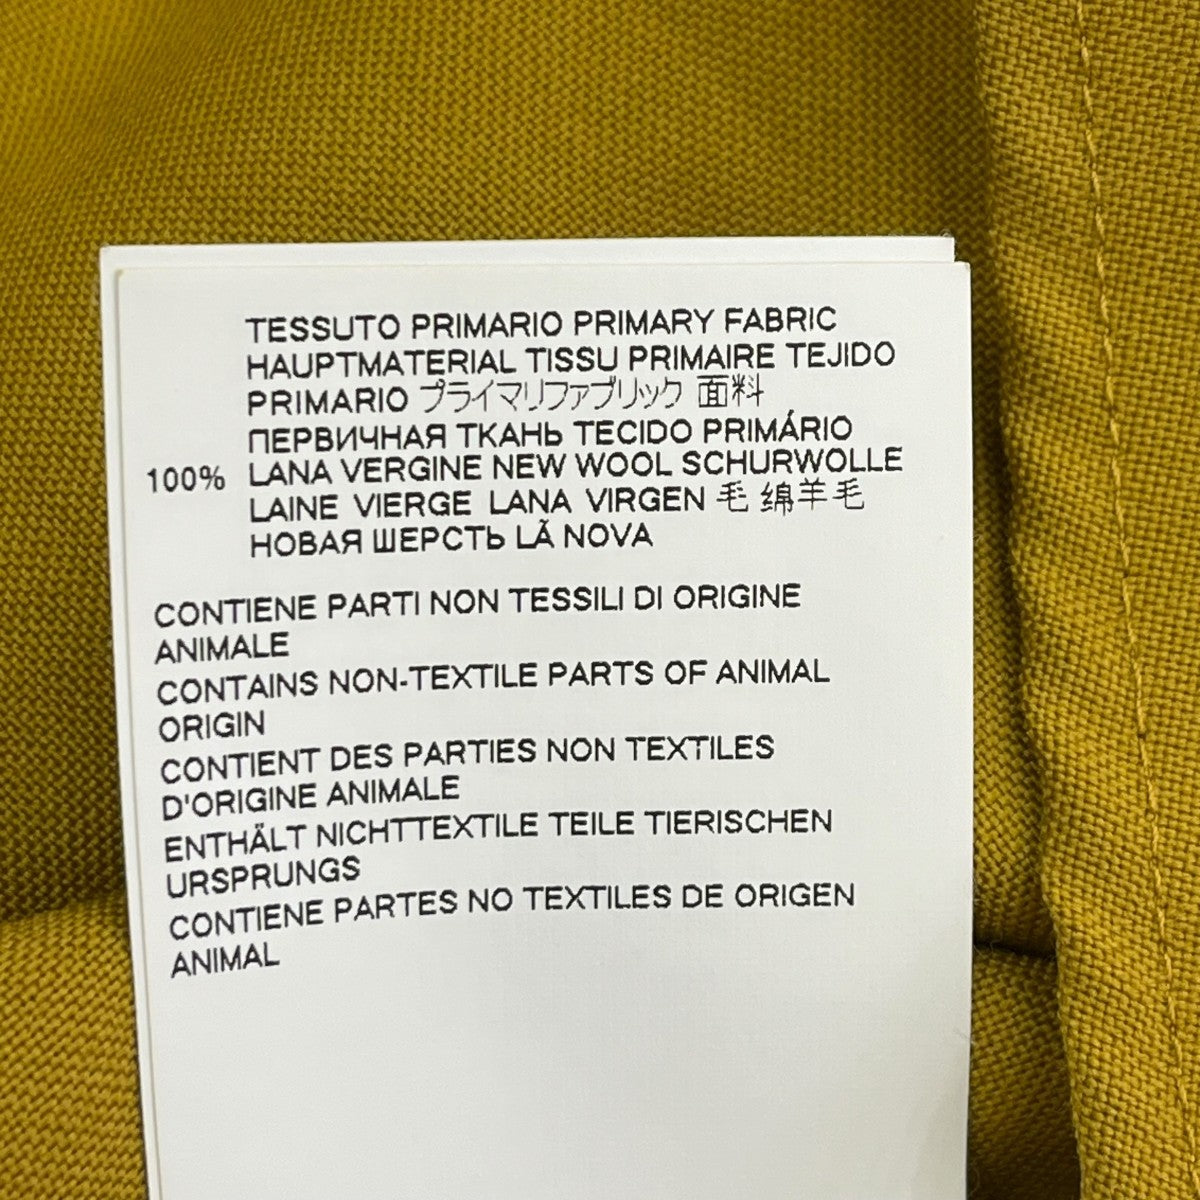 TESSUTO PRIMARIO PRIMARY FABRIC
HAUPTMATERIAL TISSU PRIMAIRE TEJIDO
PRIMARIO プライマリファブリック 面料
ПЕРВИЧНАЯ ТКАНЬ TECIDO PRIMÁRIO
100% LANA VERGINE NEW WOOL SCHURWOLLE
LAINE VIERGE LANA VIRGEN 毛 绵羊毛
НОВАЯ ШЕРСТЬ LÃ NOVA
CONTIENE PARTI NON TESSILI DI ORIGINE
ANIMALE
CONTAINS NON-TEXTILE PARTS OF ANIMAL
ORIGIN
CONTIENT DES PARTIES NON TEXTILES
D'ORIGINE ANIMALE
ENTHÄLT NICHTTEXTILE TEILE TIERISCHEN
URSPRUNGS
CONTIENE PARTES NO TEXTILES DE ORIGEN
ANIMAL